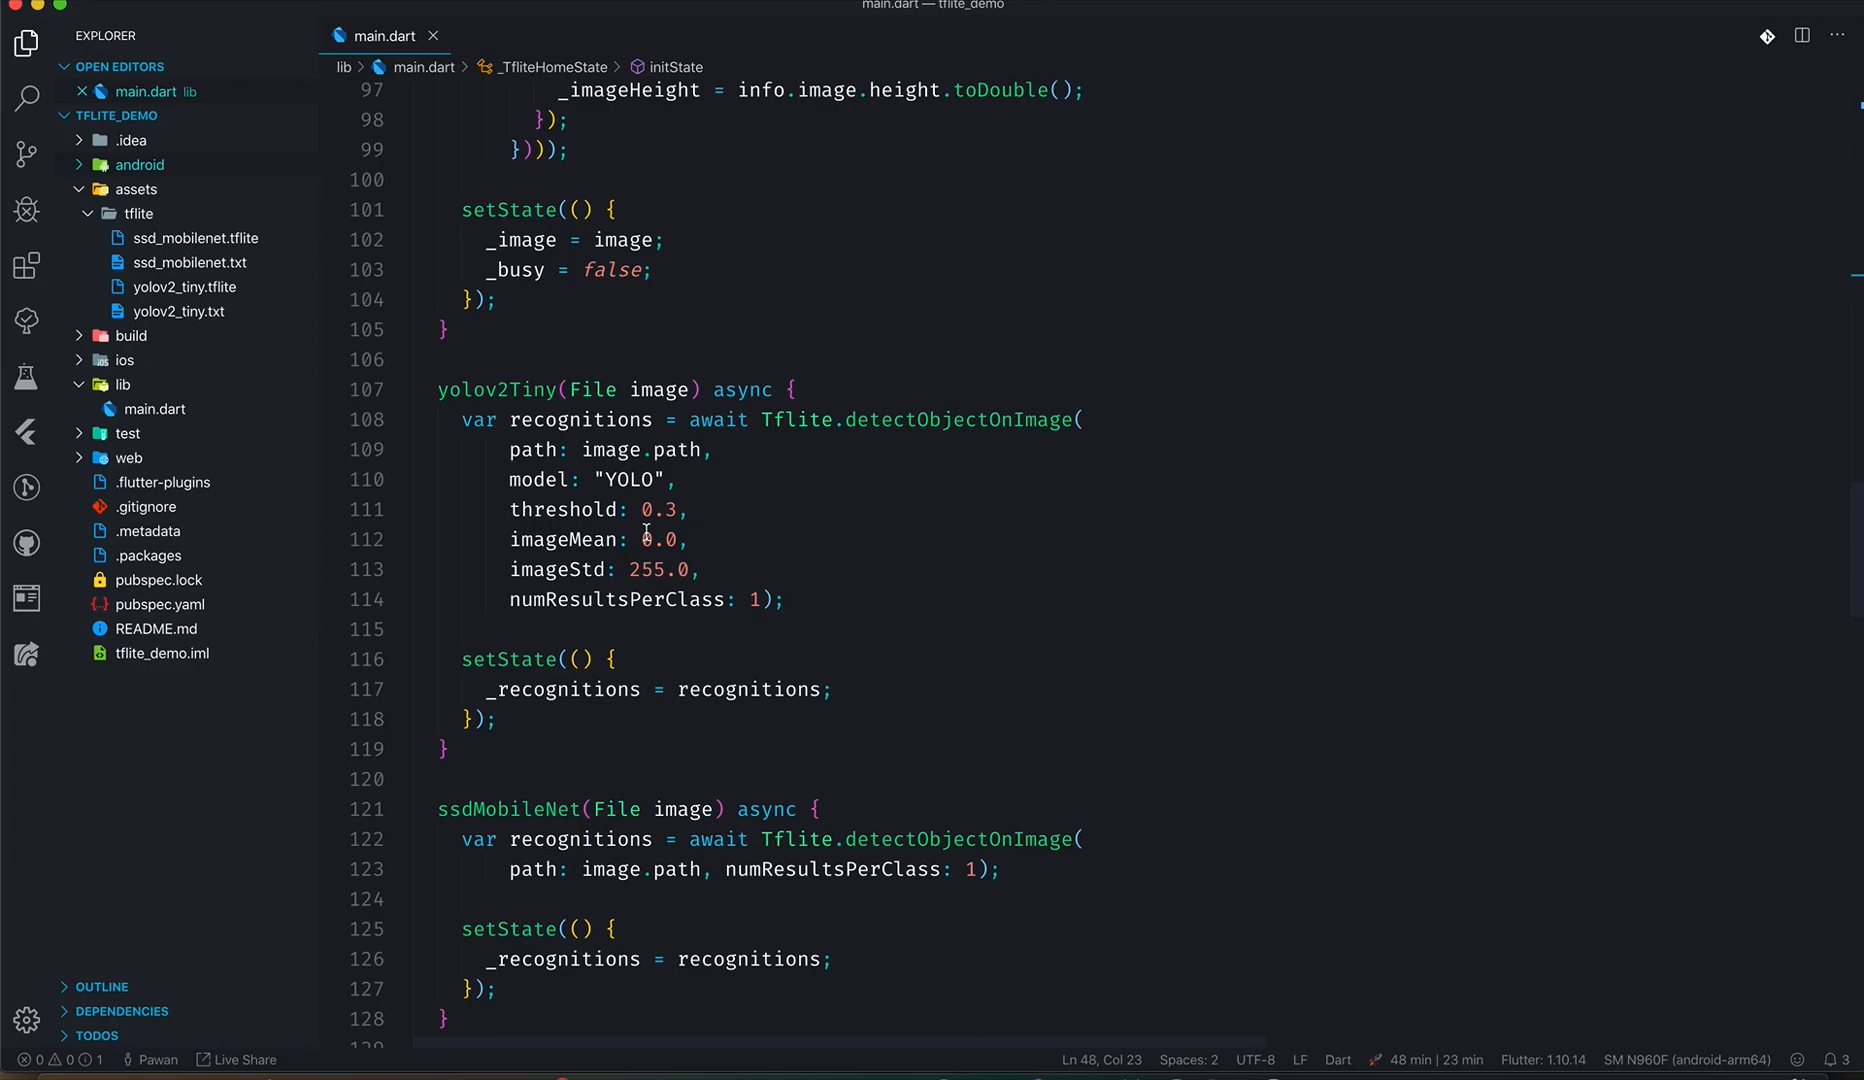 main.dart — tflite_demo
EXPLORER
OPEN EDITORS
main.dart lib
TFLITE_DEMO
.idea
android
assets
tflite
ssd_mobilenet.tflite
ssd_mobilenet.txt
yolov2_tiny.tflite
yolov2_tiny.txt
build
ios
lib
main.dart
test
web
.flutter-plugins
.gitignore
.metadata
.packages
pubspec.lock
pubspec.yaml
README.md
tflite_demo.iml
OUTLINE
DEPENDENCIES
TODOS
main.dart
lib > main.dart > _TfliteHomeState > initState
97 _imageHeight = info.image.height.toDouble();
98 });
99 })));
100
101 setState(() {
102 _image = image;
103 _busy = false;
104 });
105 }
106
107 yolov2Tiny(File image) async {
108 var recognitions = await Tflite.detectObjectOnImage(
109 path: image.path,
110 model: "YOLO",
111 threshold: 0.3,
112 imageMean: 0.0,
113 imageStd: 255.0,
114 numResultsPerClass: 1);
115
116 setState(() {
117 _recognitions = recognitions;
118 });
119 }
120
121 ssdMobileNet(File image) async {
122 var recognitions = await Tflite.detectObjectOnImage(
123 path: image.path, numResultsPerClass: 1);
124
125 setState(() {
126 _recognitions = recognitions;
127 });
128 }
129
0 0 1 Pawan Live Share Ln 48, Col 23 Spaces: 2 UTF-8 LF Dart 48 min | 23 min Flutter: 1.10.14 SM N960F (android-arm64) 3